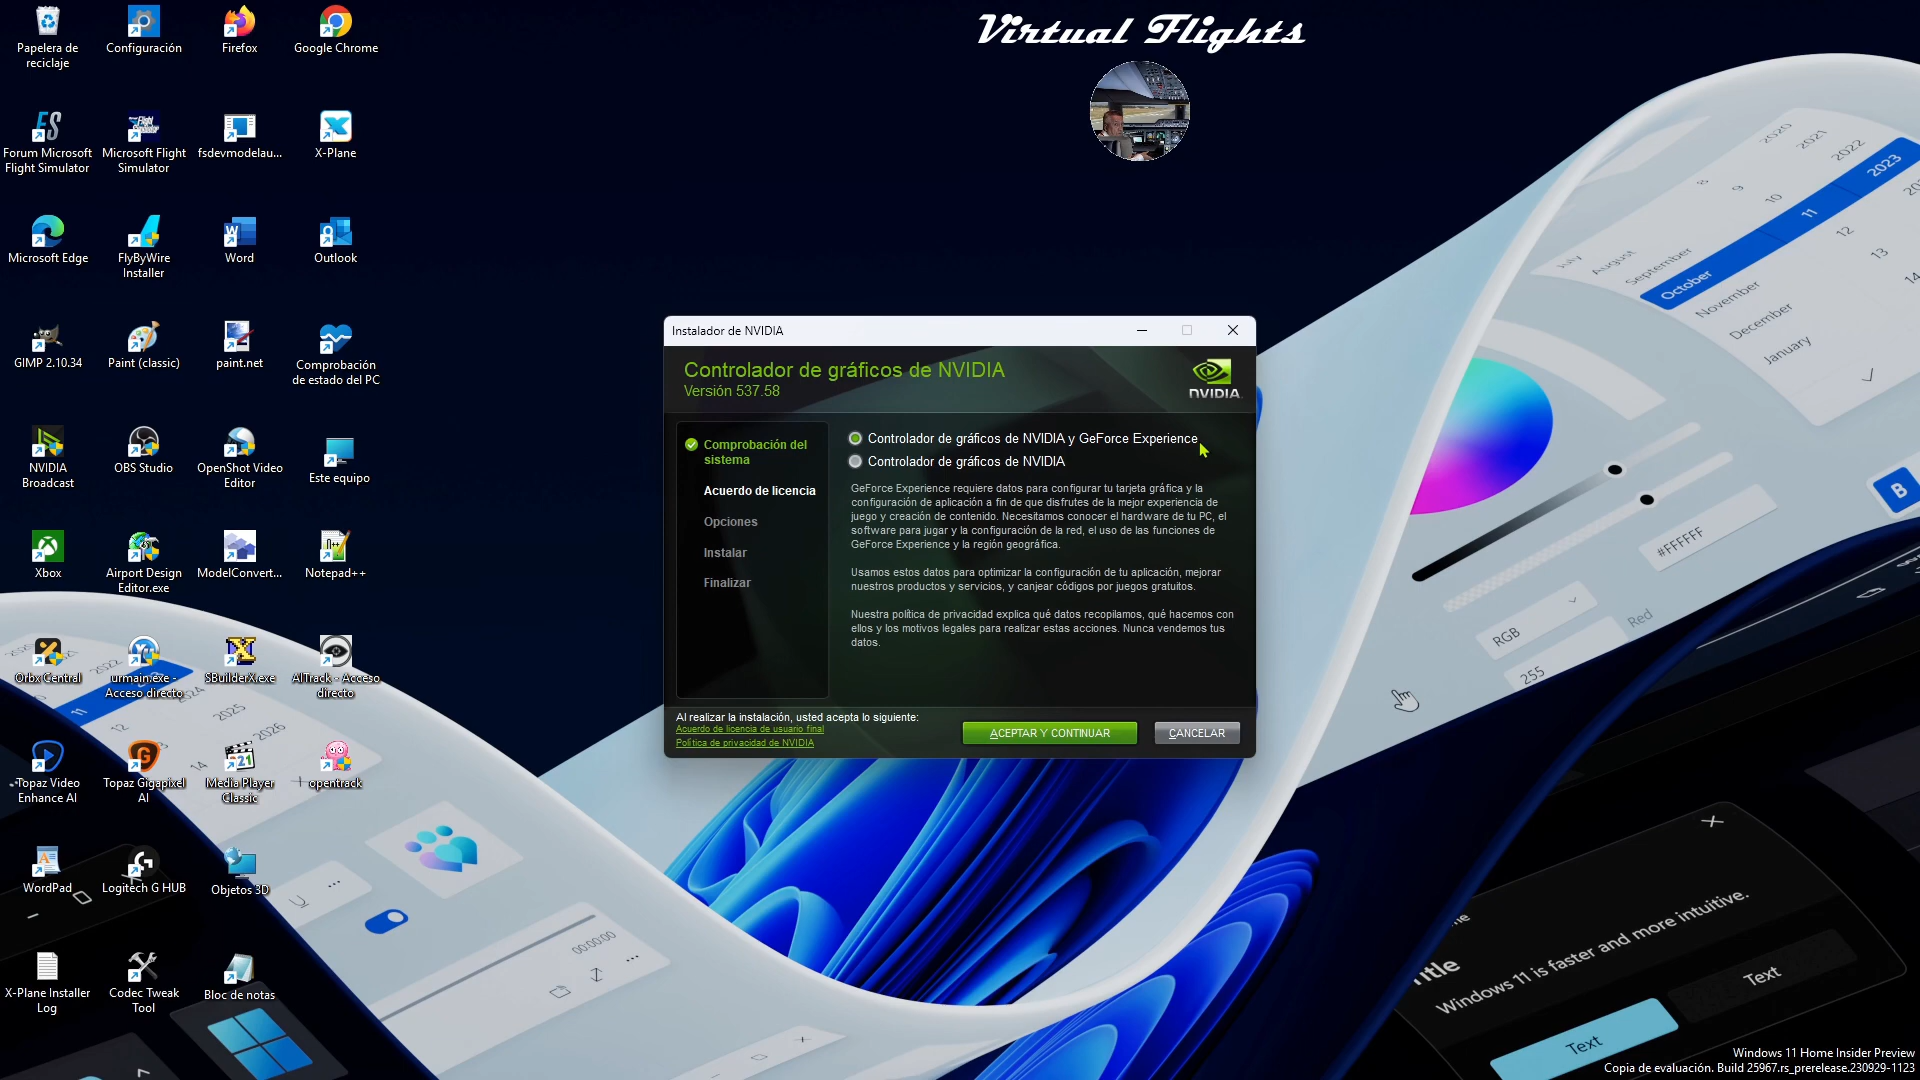 Virtual Flights
Papelera de
reciclaje
Configuración
Firefox
Google Chrome
Forum Microsoft
Flight Simulator
Microsoft Flight
Simulator
fsdevmodelau...
X-Plane
Microsoft Edge
FlyByWire
Installer
Word
Outlook
GIMP 2.10.34
Paint (classic)
paint.net
Comprobación
de estado del PC
NVIDIA
Broadcast
OBS Studio
OpenShot Video
Editor
Este equipo
Xbox
Airport Design
Editor.exe
ModelConvert...
Notepad++
Orbx Central
urmain.exe -
Acceso directo
SBuilderX.exe
AITrack - Acceso
directo
Topaz Video
Enhance AI
Topaz Gigapixel
AI
Media Player
Classic
opentrack
WordPad
Logitech G HUB
Objetos 3D
X-Plane Installer
Log
Codec Tweak
Tool
Bloc de notas
Instalador de NVIDIA
Controlador de gráficos de NVIDIA
Versión 537.58
NVIDIA.
Comprobación del
sistema
Acuerdo de licencia
Opciones
Instalar
Finalizar
Controlador de gráficos de NVIDIA y GeForce Experience
Controlador de gráficos de NVIDIA
GeForce Experience requiere datos para configurar tu tarjeta gráfica y la
configuración de aplicación a fin de que disfrutes de la mejor experiencia de
juego y creación de contenido. Necesitamos conocer el hardware de tu PC, el
software para jugar y la configuración de la red, el uso de las funciones de
GeForce Experience y la región geográfica.
Usamos estos datos para optimizar la configuración de tu aplicación, mejorar
nuestros productos y servicios, y canjear códigos por juegos gratuitos.
Nuestra política de privacidad explica qué datos recopilamos, qué hacemos con
ellos y los motivos legales para realizar estas acciones. Nunca vendemos tus
datos.
Al realizar la instalación, usted acepta lo siguiente:
Acuerdo de licencia de usuario final
Política de privacidad de NVIDIA
ACEPTAR Y CONTINUAR
CANCELAR
2020
2021
2022
2023
8
9
10
11
12
13
14
July
August
September
October
November
December
January
B
#FFFFFF
RGB
Red
255
2022
2024
2025
2026
11
12
14
00:00:00
Windows 11 is faster and more intuitive.
Text
Text
Windows 11 Home Insider Preview
Copia de evaluación. Build 25967.rs_prerelease.230929-1123